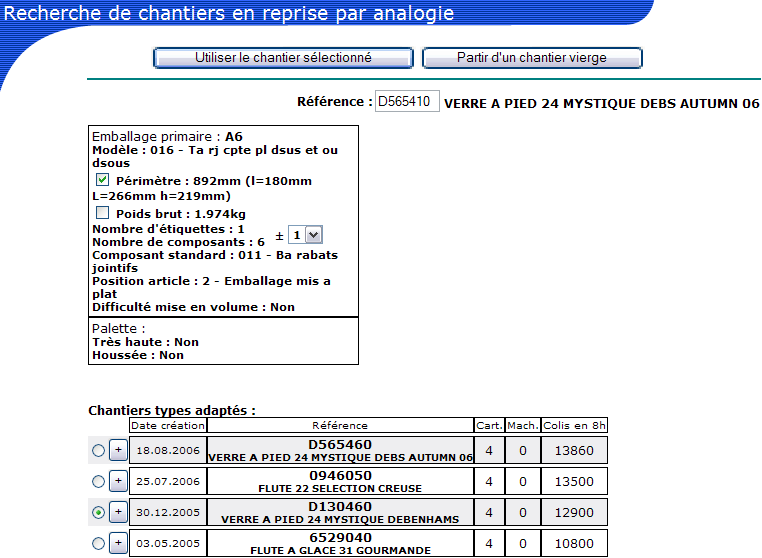 Recherche de chantiers en reprise par analogie
Utiliser le chantier sélectionné Partir d'un chantier vierge
Référence : D565410 VERRE A PIED 24 MYSTIQUE DEBS AUTUMN 06
Emballage primaire : A6
Modèle : 016 - Ta rj cpte pl dsus et ou
dsous
Périmètre : 892mm (l=180mm
L=266mm h=219mm)
Poids brut : 1.974kg
Nombre d'étiquettes : 1
± 1
Nombre de composants : 6
Composant standard : 011 - Ba rabats
jointifs
Position article : 2 - Emballage mis a
plat
Difficulté mise en volume : Non
Palette :
Très haute : Non
Houssée : Non
Chantiers types adaptés :
Date création Référence Cart. Mach. Colis en 8h
+ 18.08.2006 D565460 4 0 13860
VERRE A PIED 24 MYSTIQUE DEBS AUTUMN 06
+ 25.07.2006 0946050 4 0 13500
FLUTE 22 SELECTION CREUSE
+ 30.12.2005 D130460 4 0 12900
VERRE A PIED 24 MYSTIQUE DEBENHAMS
+ 03.05.2005 6529040 4 0 10800
FLUTE A GLACE 31 GOURMANDE